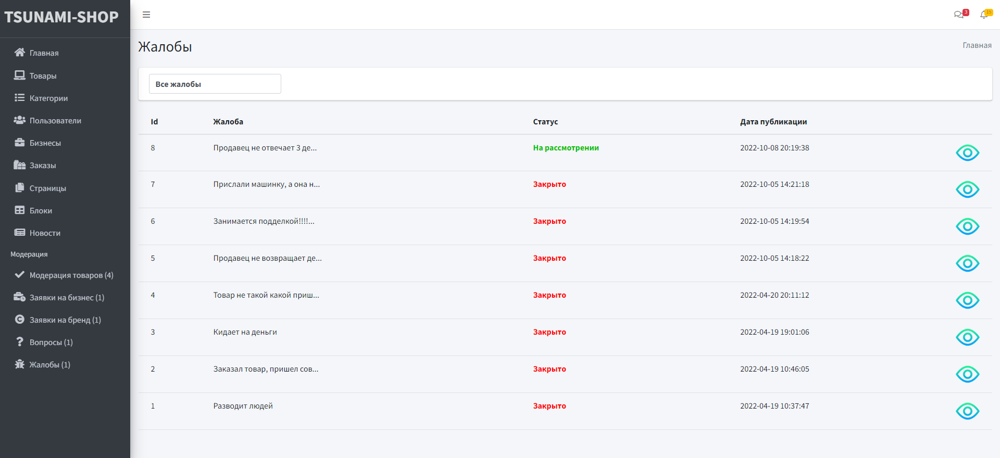 TSUNAMI-SHOP
3
15
Главная
Товары
Категории
Пользователи
Бизнесы
Заказы
Страницы
Блоки
Новости
Модерация
Модерация товаров (4)
Заявки на бизнес (1)
Заявки на бренд (1)
Вопросы (1)
Жалобы (1)
Жалобы
Главная
Все жалобы
Id Жалоба Статус Дата публикации
8 Продавец не отвечает 3 де... На рассмотрении 2022-10-08 20:19:38
7 Прислали машинку, а она н... Закрыто 2022-10-05 14:21:18
6 Занимается подделкой!!!!... Закрыто 2022-10-05 14:19:54
5 Продавец не возвращает де... Закрыто 2022-10-05 14:18:22
4 Товар не такой какой приш... Закрыто 2022-04-20 20:11:12
3 Кидает на деньги Закрыто 2022-04-19 19:01:06
2 Заказал товар, пришел сов... Закрыто 2022-04-19 10:46:05
1 Разводит людей Закрыто 2022-04-19 10:37:47